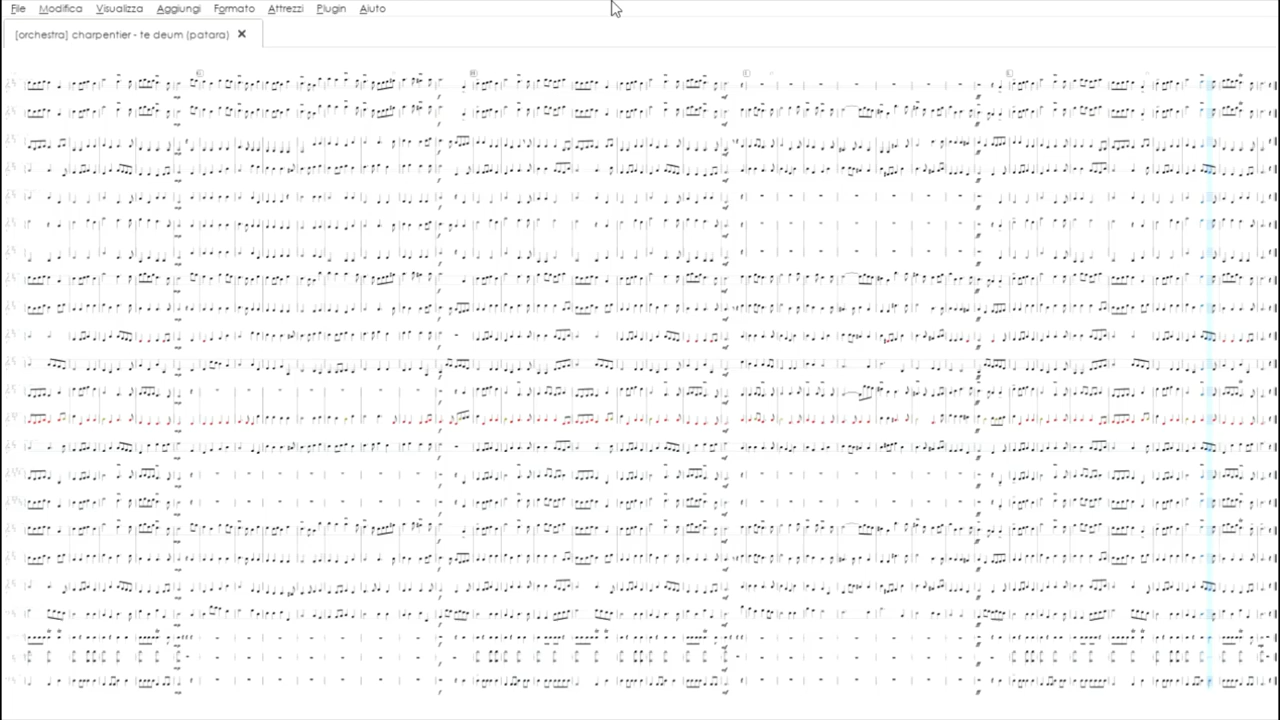 File Modifica Visualizza Aggiungi Formato Attrezzi Plugin Aiuto
[orchestra] charpentier - te deum (patara) ✕